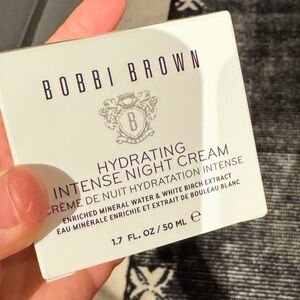 BOBBI BROWN
B
HYDRATING
INTENSE NIGHT CREAM
CRÈME DE NUIT HYDRATATION INTENSE
ENRICHED MINERAL WATER & WHITE BIRCH EXTRACT
EAU MINÉRALE ENRICHIE ET EXTRAIT DE BOULEAU BLANC
1.7 FL. OZ / 50 ML ℮